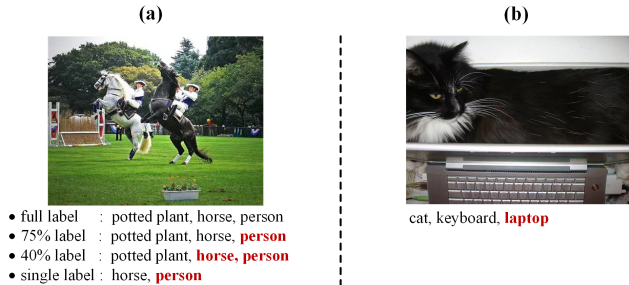 (a)
• full label : potted plant, horse, person
• 75% label : potted plant, horse, person
• 40% label : potted plant, horse, person
• single label : horse, person
(b)
cat, keyboard, laptop